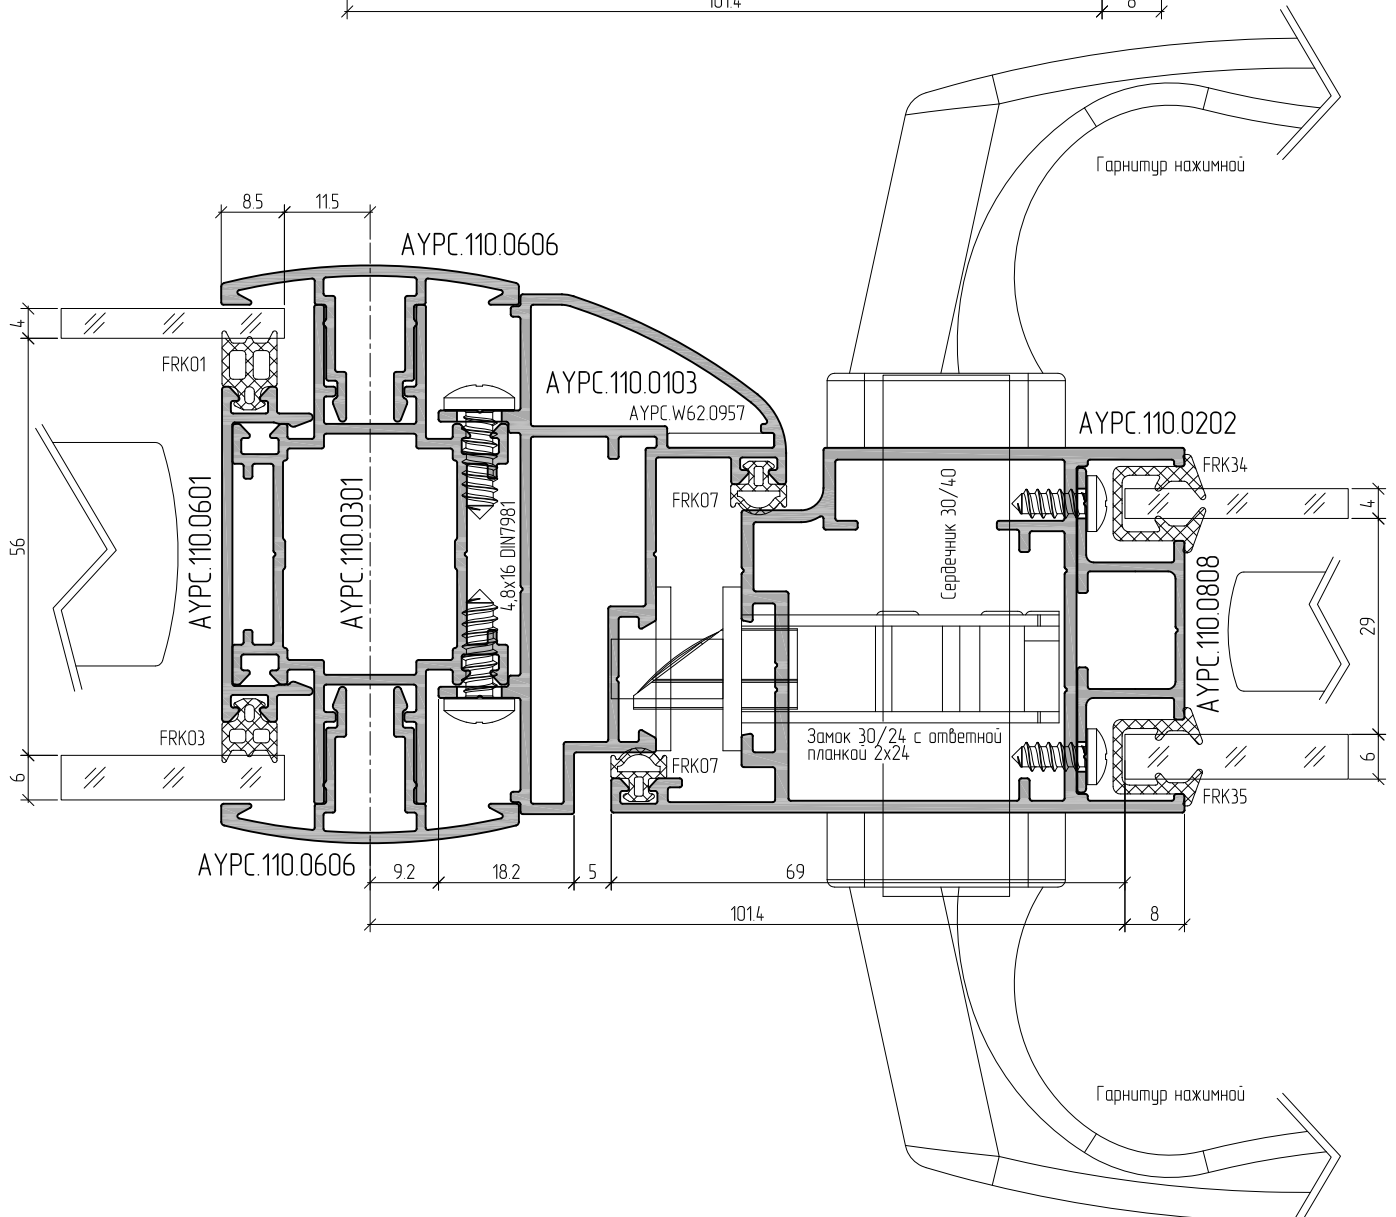 101.4
8
Гарнитур нажимной
8.5
11.5
AYPC.110.0606
4
FRK01
AYPC.110.0103
AYPC.W62.0957
AYPC.110.0202
FRK34
FRK07
Сердечник 30/40
4
56
AYPC.110.0601
AYPC.110.0301
4,8x16 DIN7981
AYPC.110.0808
29
FRK03
Замок 30/24 с ответной
планкой 2x24
FRK07
6
6
FRK35
AYPC.110.0606
9.2
18.2
5
69
101.4
8
Гарнитур нажимной